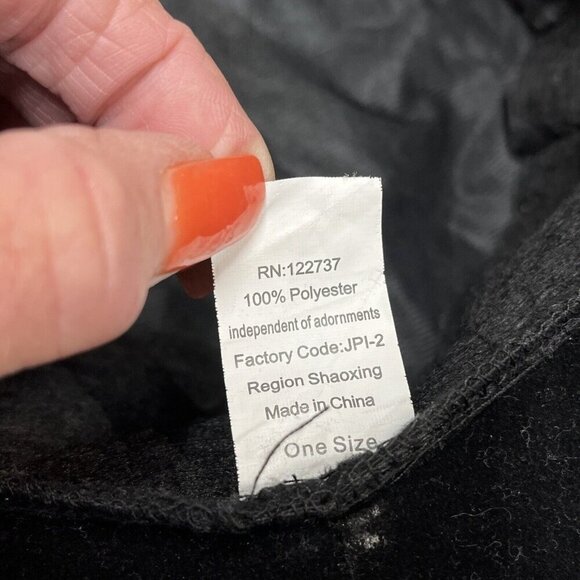 RN:122737
100% Polyester
independent of adornments
Factory Code:JPI-2
Region Shaoxing
Made in China
One Size